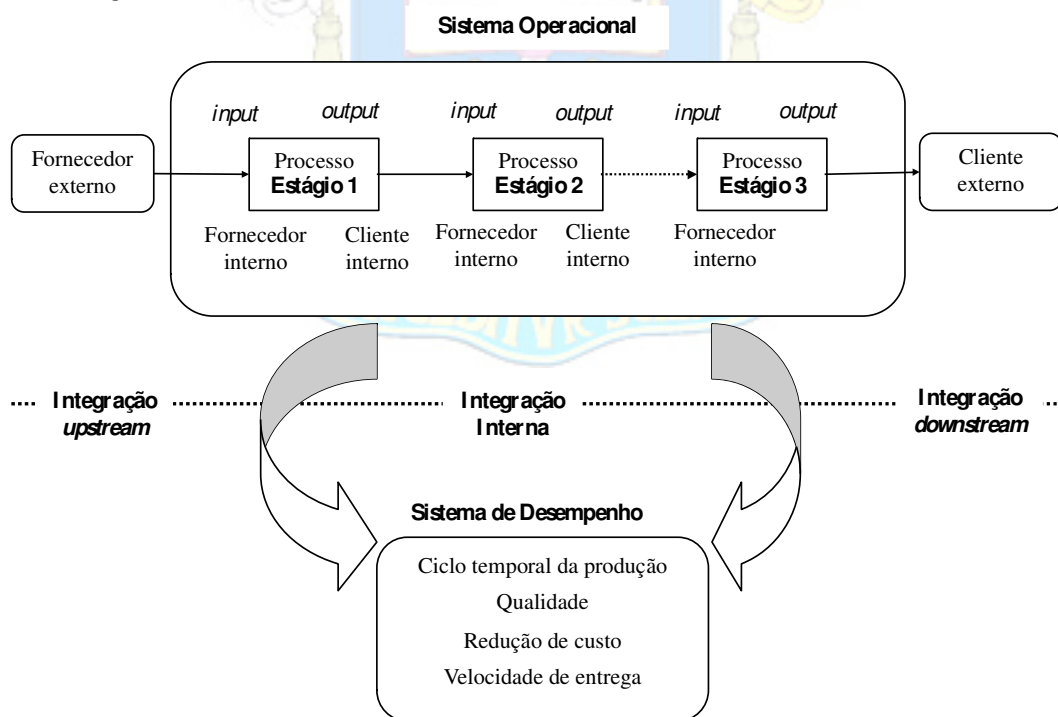 Sistema Operacional
input output input output input output
Fornecedor
externo
Processo
Estágio 1
Processo
Estágio 2
Processo
Estágio 3
Cliente
externo
Fornecedor
interno
Cliente
interno
Fornecedor
interno
Cliente
interno
Fornecedor
interno
Integração
upstream
Integração
Interna
Integração
downstream
Sistema de Desempenho
Ciclo temporal da produção
Qualidade
Redução de custo
Velocidade de entrega